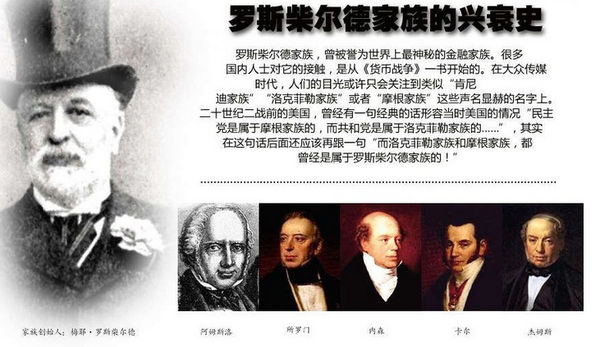 罗斯柴尔德家族的兴衰史
罗斯柴尔德家族，曾被誉为世界上最神秘的金融家族。很多
国内人士对它的接触，是从《货币战争》一书开始的。在大众传媒
时代，人们的目光或许只会关注到类似“肯尼
迪家族”“洛克菲勒家族”或者“摩根家族”这些声名显赫的名字上。
二十世纪二战前的美国，曾经有一句经典的话形容当时美国的情况“民主
党是属于摩根家族的，而共和党是属于洛克菲勒家族的……”，其实
在这句话后面还应该再跟一句“而洛克菲勒家族和摩根家族，都
曾经是属于罗斯柴尔德家族的！”
家族创始人：梅耶·罗斯柴尔德
阿姆斯洛
所罗门
内森
卡尔
杰姆斯